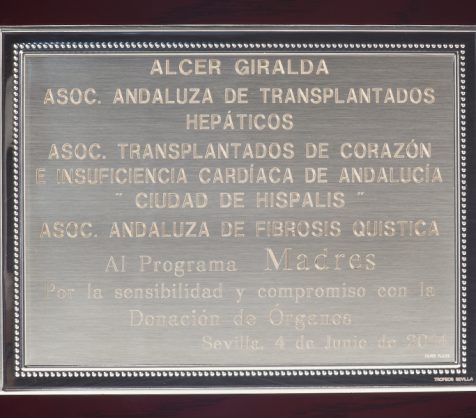 ALCER GIRALDA
ASOC. ANDALUZA DE TRANSPLANTADOS
HEPÁTICOS
ASOC. TRANSPLANTADOS DE CORAZÓN
E INSUFICIENCIA CARDÍACA DE ANDALUCÍA
" CIUDAD DE HISPALIS "
ASOC. ANDALUZA DE FIBROSIS QUISTICA
Al Programa Madres
Por la sensibilidad y compromiso con la
Donación de Órganos
Sevilla, 4 de Junio de
TROFEOS SEVILLA